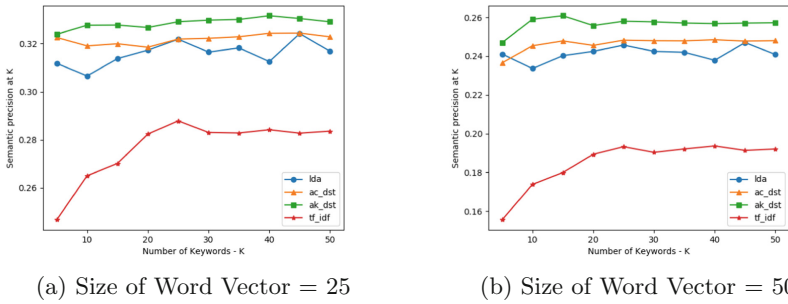 0.32
0.30
0.28
0.26
Semantic precision at K
10 20 30 40 50
Number of Keywords - K
lda
ac_dst
ak_dst
tf_idf
(a) Size of Word Vector = 25
0.26
0.24
0.22
0.20
0.18
0.16
Semantic precision at K
10 20 30 40 50
Number of Keywords - K
lda
ac_dst
ak_dst
tf_idf
(b) Size of Word Vector = 50